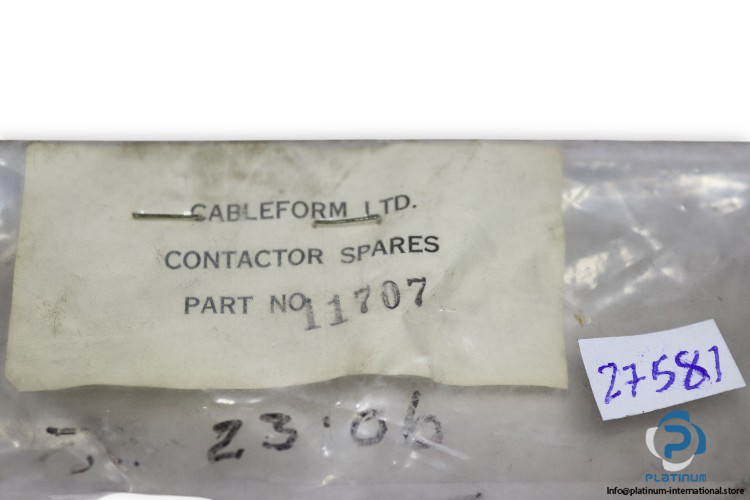 CABLEFORM LTD.
CONTACTOR SPARES
PART NO 11707
27581
23.06
PLATINUM
Info@platinum-international.store